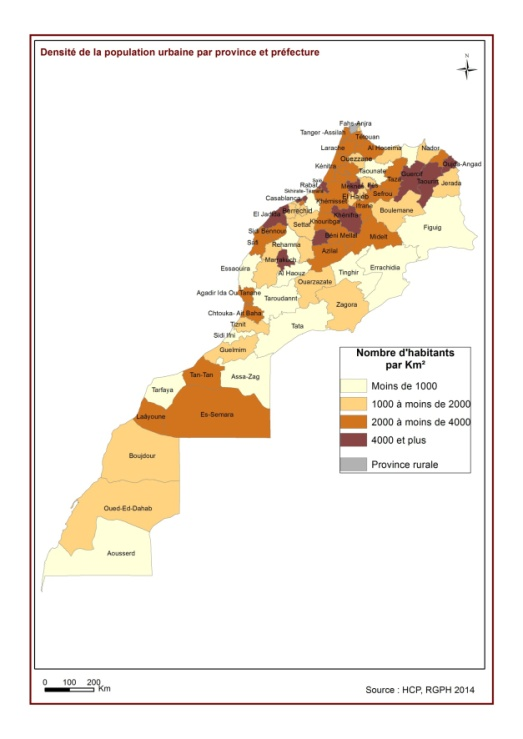 Densité de la population urbaine par province et préfecture
N
Fahs-Anjra
Tanger -Assilah
Tétouan
Larache
Al Hoceima
Nador
Ouezzane
Oujda-Angad
Kénitra
Taounate
Guercif
Taza
Taourirt
Jerada
Rabat
Meknès
Skhirate-Témara
El Hajeb
Sefrou
Casablanca
Khémisset
Ifrane
Boulemane
El Jadida
Berrechid
Khouribga
Khénifra
Figuig
Settat
Sidi Bennour
Béni Mellal
Midelt
Safi
Rehamna
Azilal
Essaouira
Marrakech
Errachidia
Al Haouz
Tinghir
Ouarzazate
Agadir Ida Ou Tanane
Taroudannt
Zagora
Chtouka- Ait Baha
Tiznit
Tata
Sidi Ifni
Guelmim
Tan-Tan
Assa-Zag
Tarfaya
Laâyoune
Es-Semara
Boujdour
Oued-Ed-Dahab
Aousserd
Nombre d'habitants
par Km²
Moins de 1000
1000 à moins de 2000
2000 à moins de 4000
4000 et plus
Province rurale
0 100 200
Km
Source : HCP, RGPH 2014